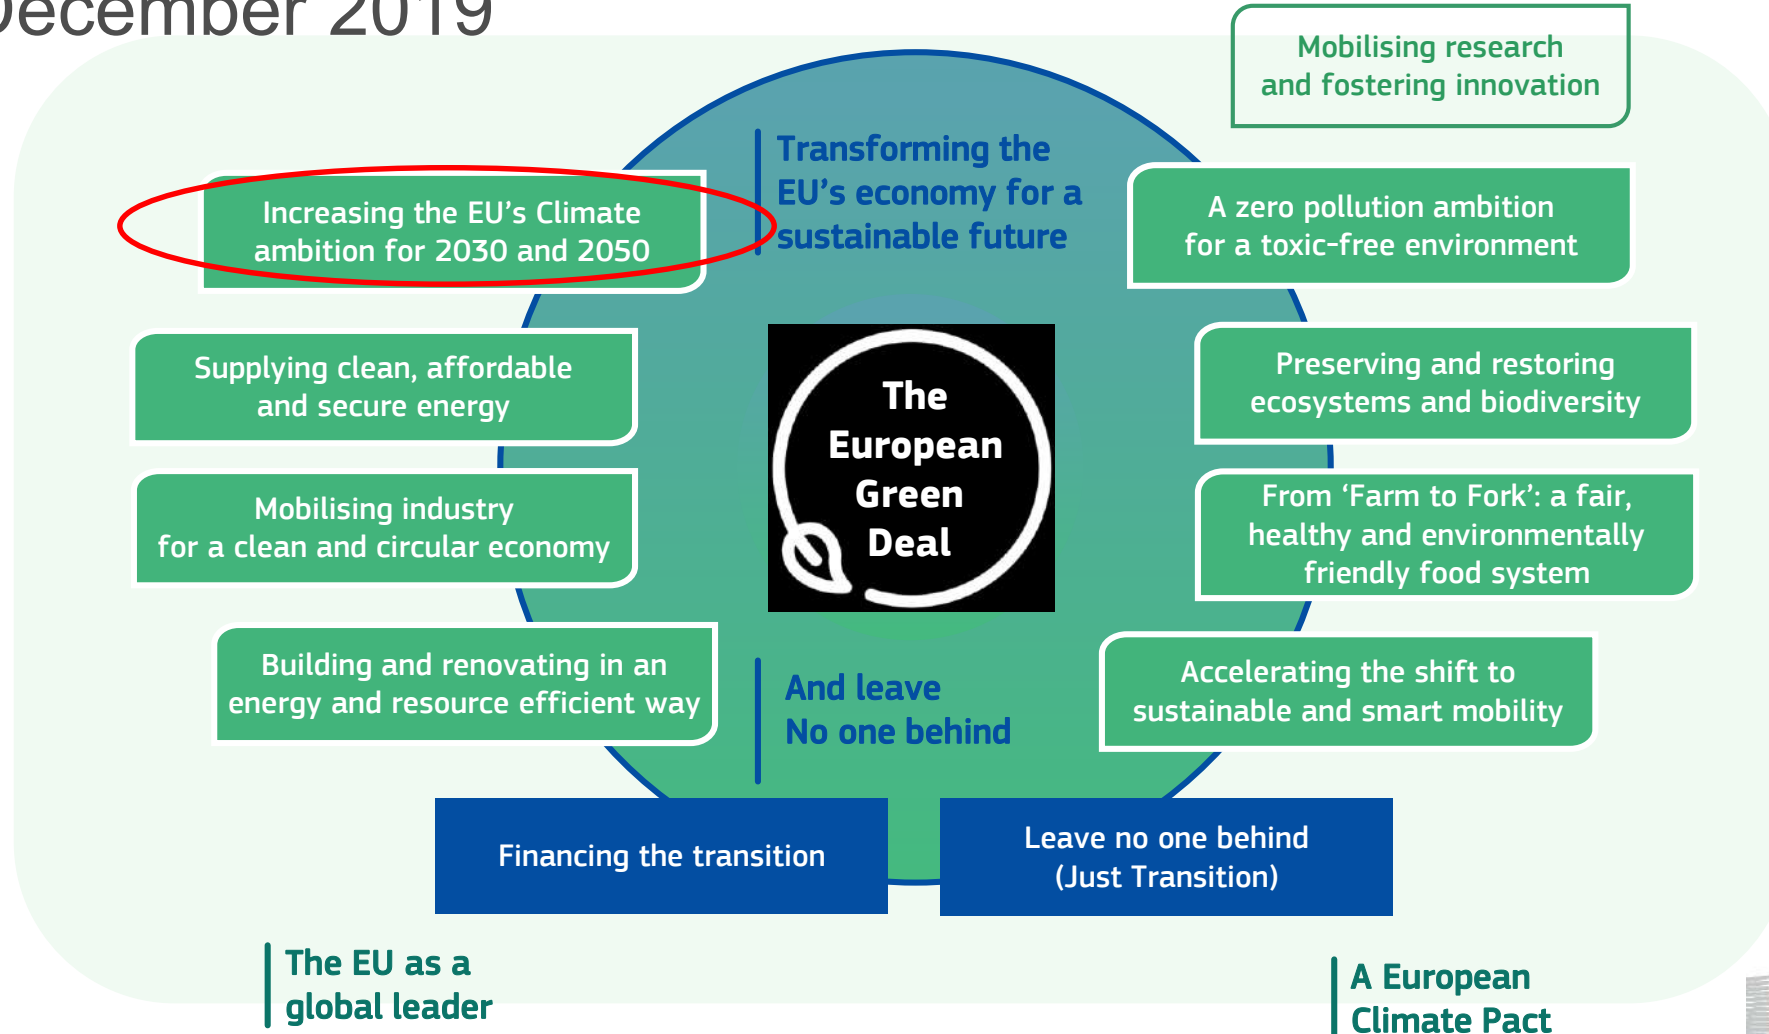 December 2019
Mobilising research
and fostering innovation
Transforming the
EU’s economy for a
sustainable future
Increasing the EU’s Climate
ambition for 2030 and 2050
A zero pollution ambition
for a toxic-free environment
Supplying clean, affordable
and secure energy
The
European
Green
Deal
Preserving and restoring
ecosystems and biodiversity
Mobilising industry
for a clean and circular economy
From ‘Farm to Fork’: a fair,
healthy and environmentally
friendly food system
Building and renovating in an
energy and resource efficient way
And leave
No one behind
Accelerating the shift to
sustainable and smart mobility
Financing the transition
Leave no one behind
(Just Transition)
The EU as a
global leader
A European
Climate Pact